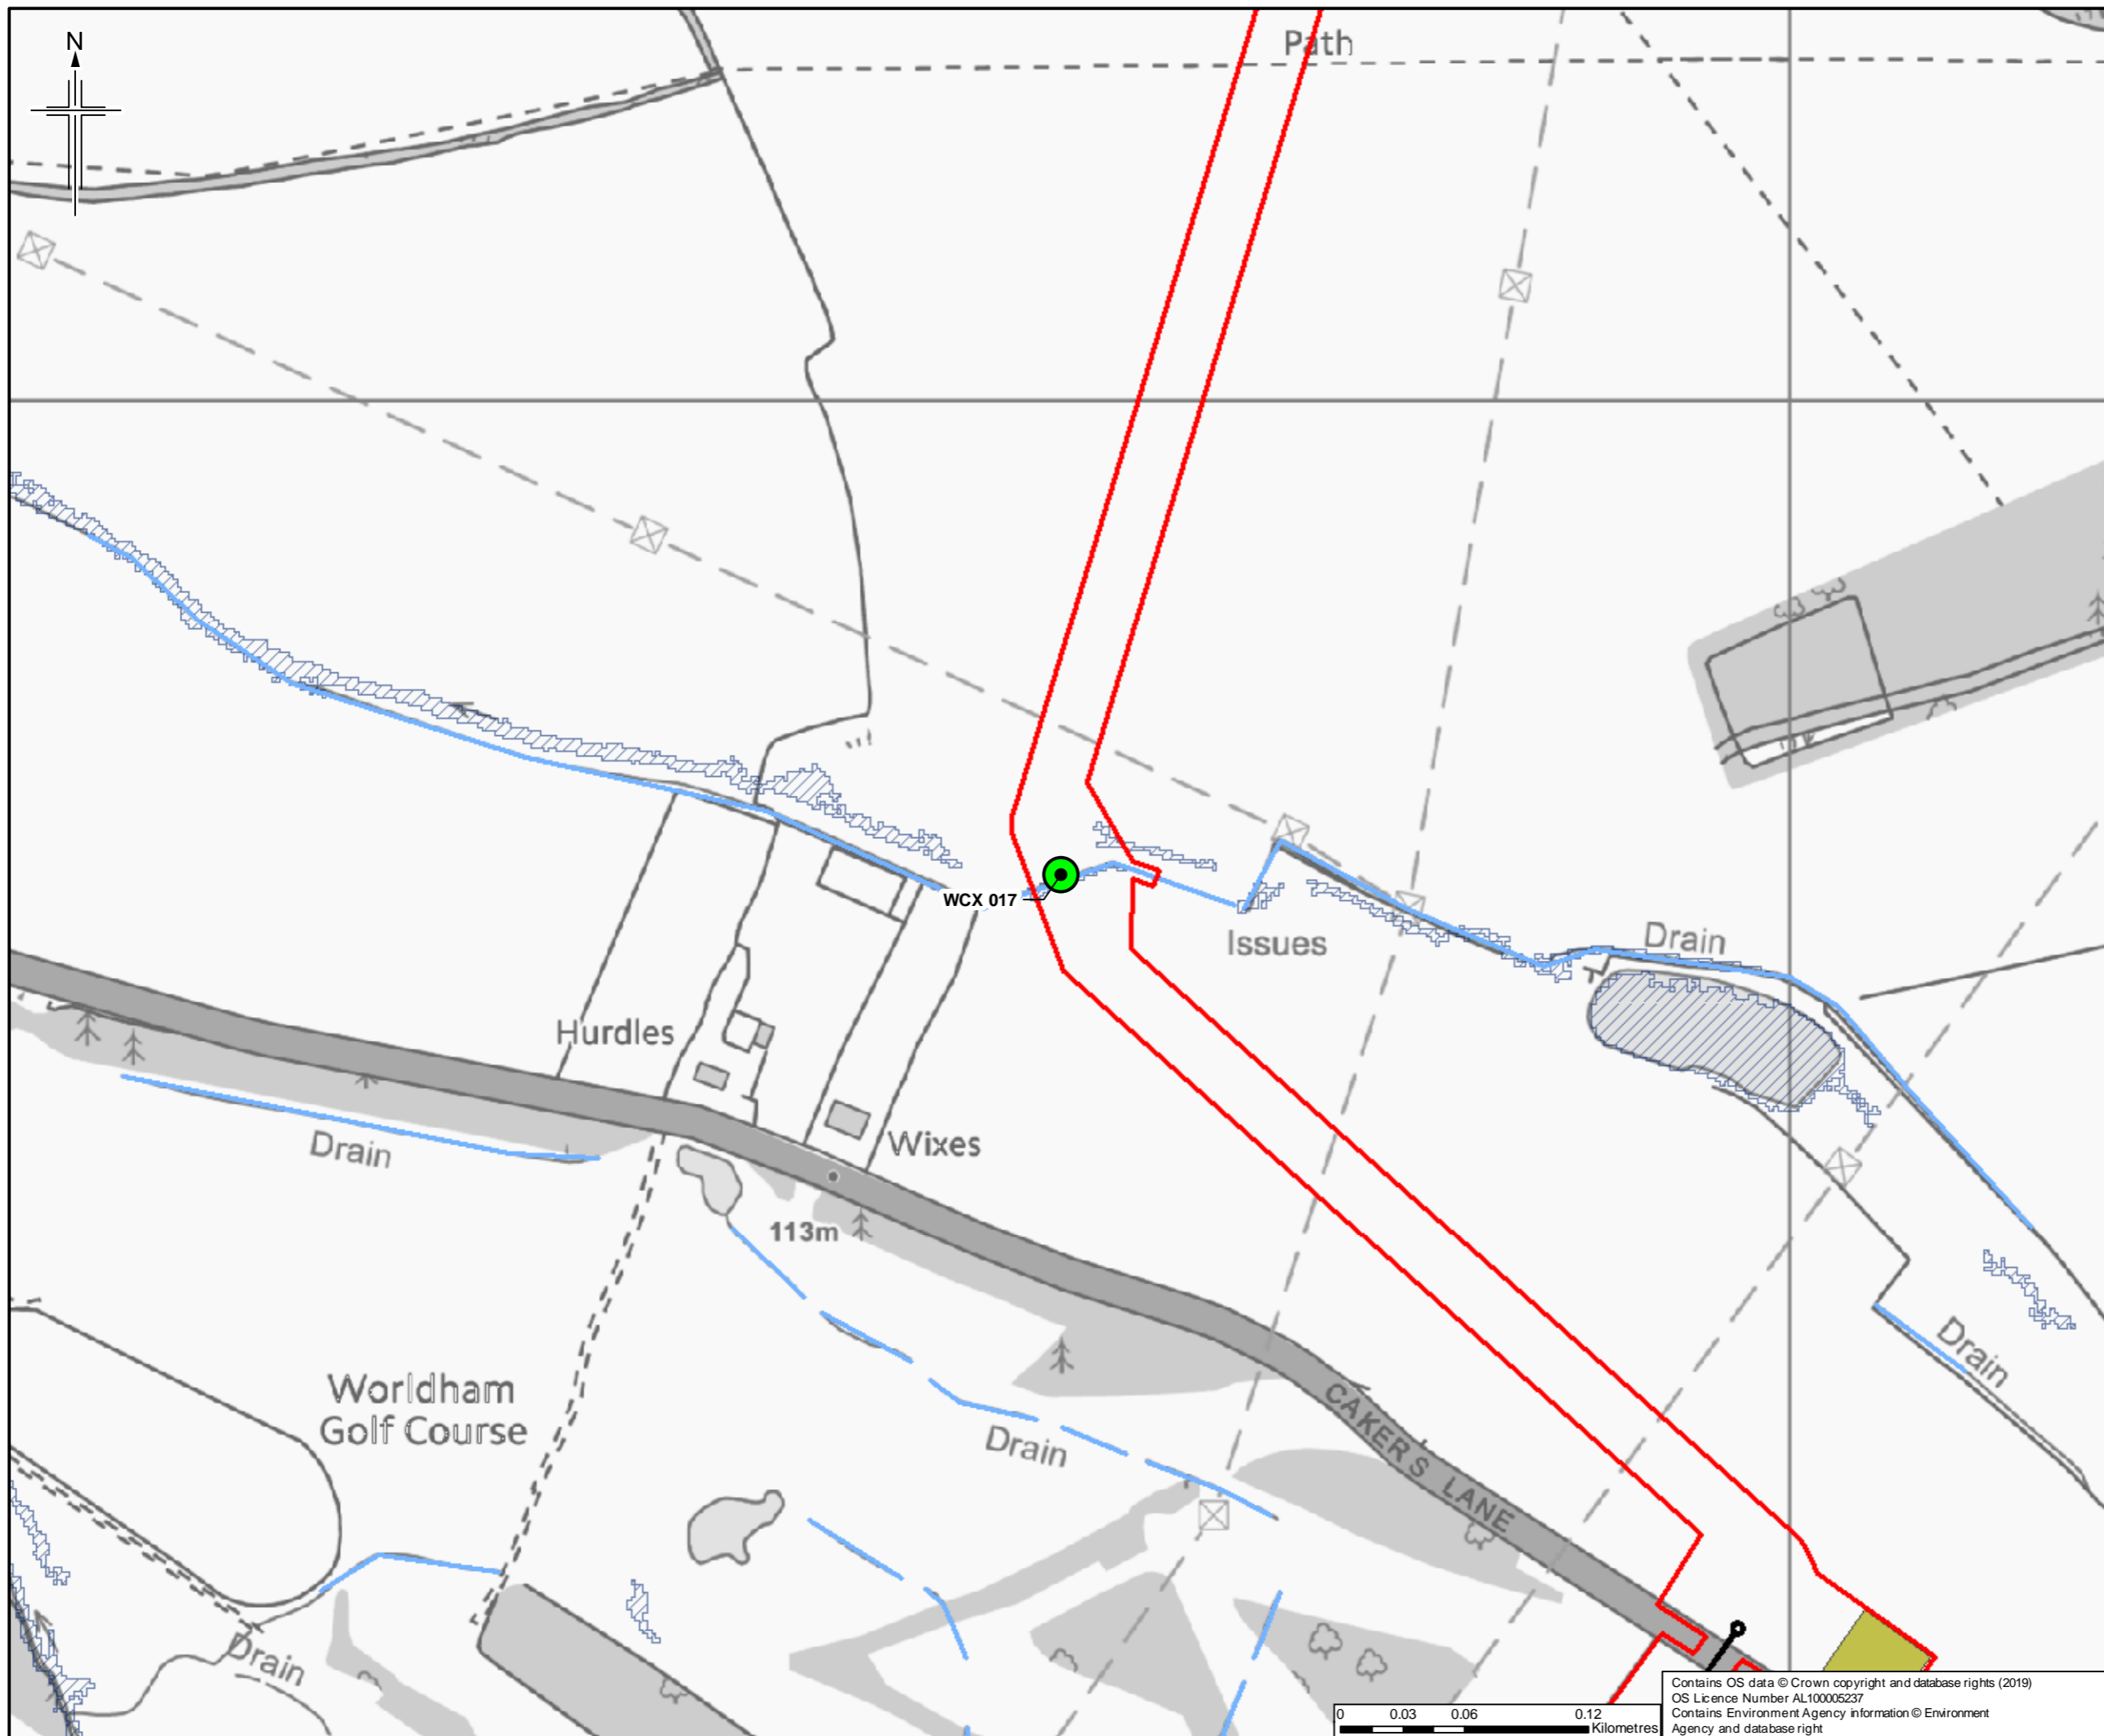 N
Path
WCX 017
Issues
Drain
Hurdles
Drain
Wixes
113m
Worldham
Golf Course
Drain
Drain
CAKERS LANE
Drain
0 0.03 0.06 0.12
Kilometres
Contains OS data © Crown copyright and database rights (2019)
OS Licence Number AL100005237
Contains Environment Agency information © Environment
Agency and database right